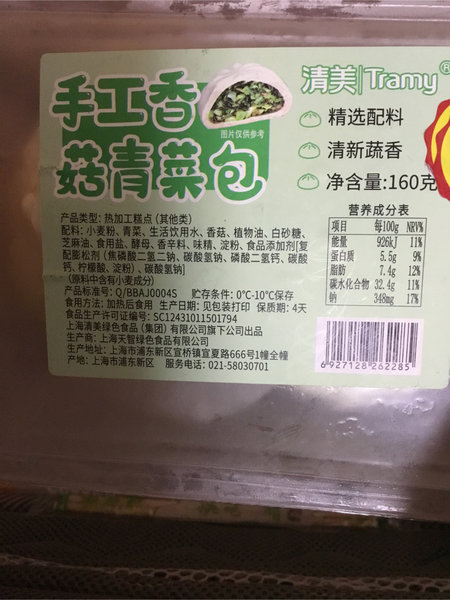 手工香
菇青菜包
图片仅供参考
清美|Tramy®
精选配料
清新蔬香
净含量:160克
产品类型: 热加工糕点 (其他类)
配料: 小麦粉、青菜、生活饮用水、香菇、植物油、白砂糖、
芝麻油、食用盐、酵母、香辛料、味精、淀粉、食品添加剂[复
配膨松剂 (焦磷酸二氢二钠、碳酸氢钠、磷酸二氢钙、碳酸
钙、柠檬酸、淀粉)、碳酸氢钠]
(原料中含有小麦成分)
产品标准号: Q/BBAJ0004S 贮存条件: 0℃-10℃保存
食用方法: 加热后食用 生产日期: 见包装打印 保质期: 4天
食品生产许可证编号: SC12431011501794
上海清美绿色食品 (集团) 有限公司旗下公司出品
生产商: 上海天智绿色食品有限公司
生产地址: 上海市浦东新区宣桥镇宣夏路666号1幢全幢
产地: 上海市浦东新区 服务电话: 021-58030701
营养成分表
项目 每100g NRV%
能量 926kJ 11%
蛋白质 5.5g 9%
脂肪 7.4g 12%
碳水化合物 32.4g 11%
钠 348mg 17%
6927128262285